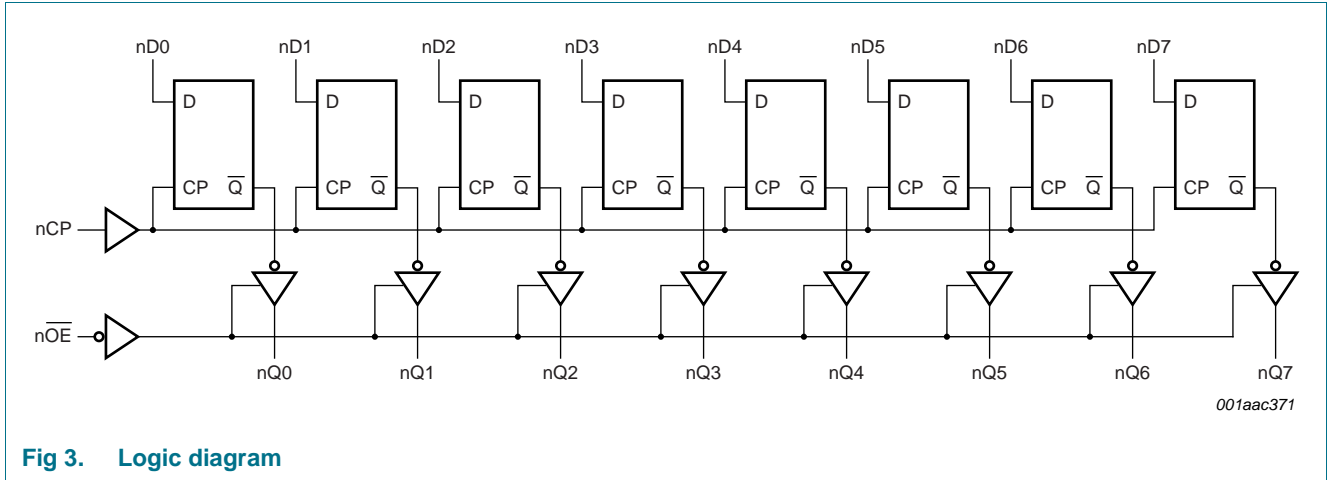 nD0 nD1 nD2 nD3 nD4 nD5 nD6 nD7
D D D D D D D D
CP Q̅ CP Q̅ CP Q̅ CP Q̅ CP Q̅ CP Q̅ CP Q̅ CP Q̅
nCP
nO̅E̅
nQ0 nQ1 nQ2 nQ3 nQ4 nQ5 nQ6 nQ7
001aac371
Fig 3. Logic diagram